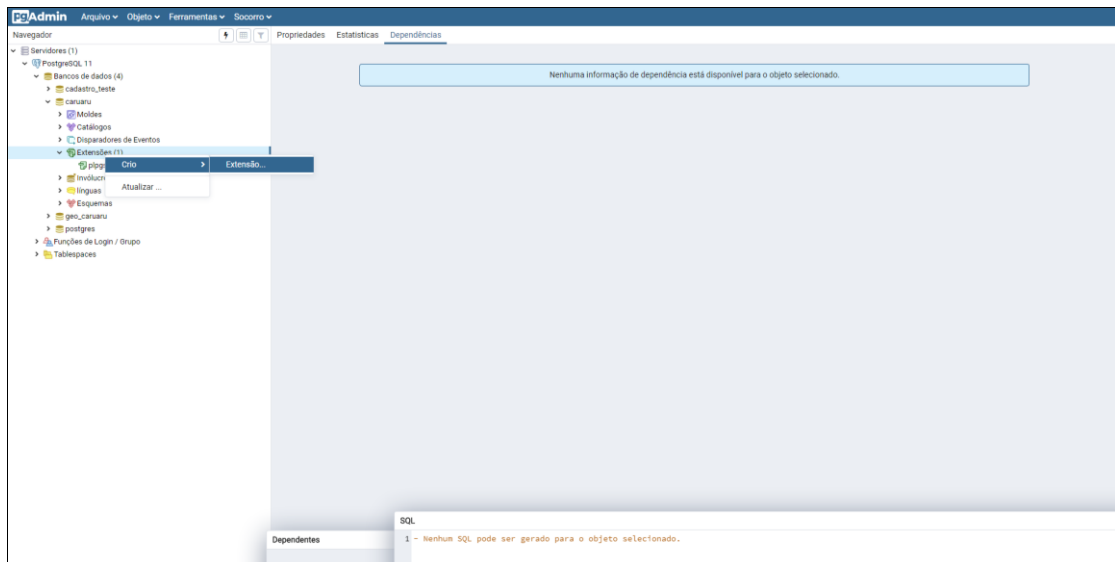 pgAdmin Arquivo Objeto Ferramentas Socorro
Navegador
Propriedades Estatísticas Dependências
Servidores (1)
PostgreSQL 11
Bancos de dados (4)
cadastro_teste
caruaru
Moldes
Catálogos
Disparadores de Eventos
Extensões (1)
Crio
Extensão...
Atualizar ...
línguas
Esquemas
geo_caruaru
postgres
Funções de Login / Grupo
Tablespaces
Nenhuma informação de dependência está disponível para o objeto selecionado.
Dependentes
SQL
1 - Nenhum SQL pode ser gerado para o objeto selecionado.